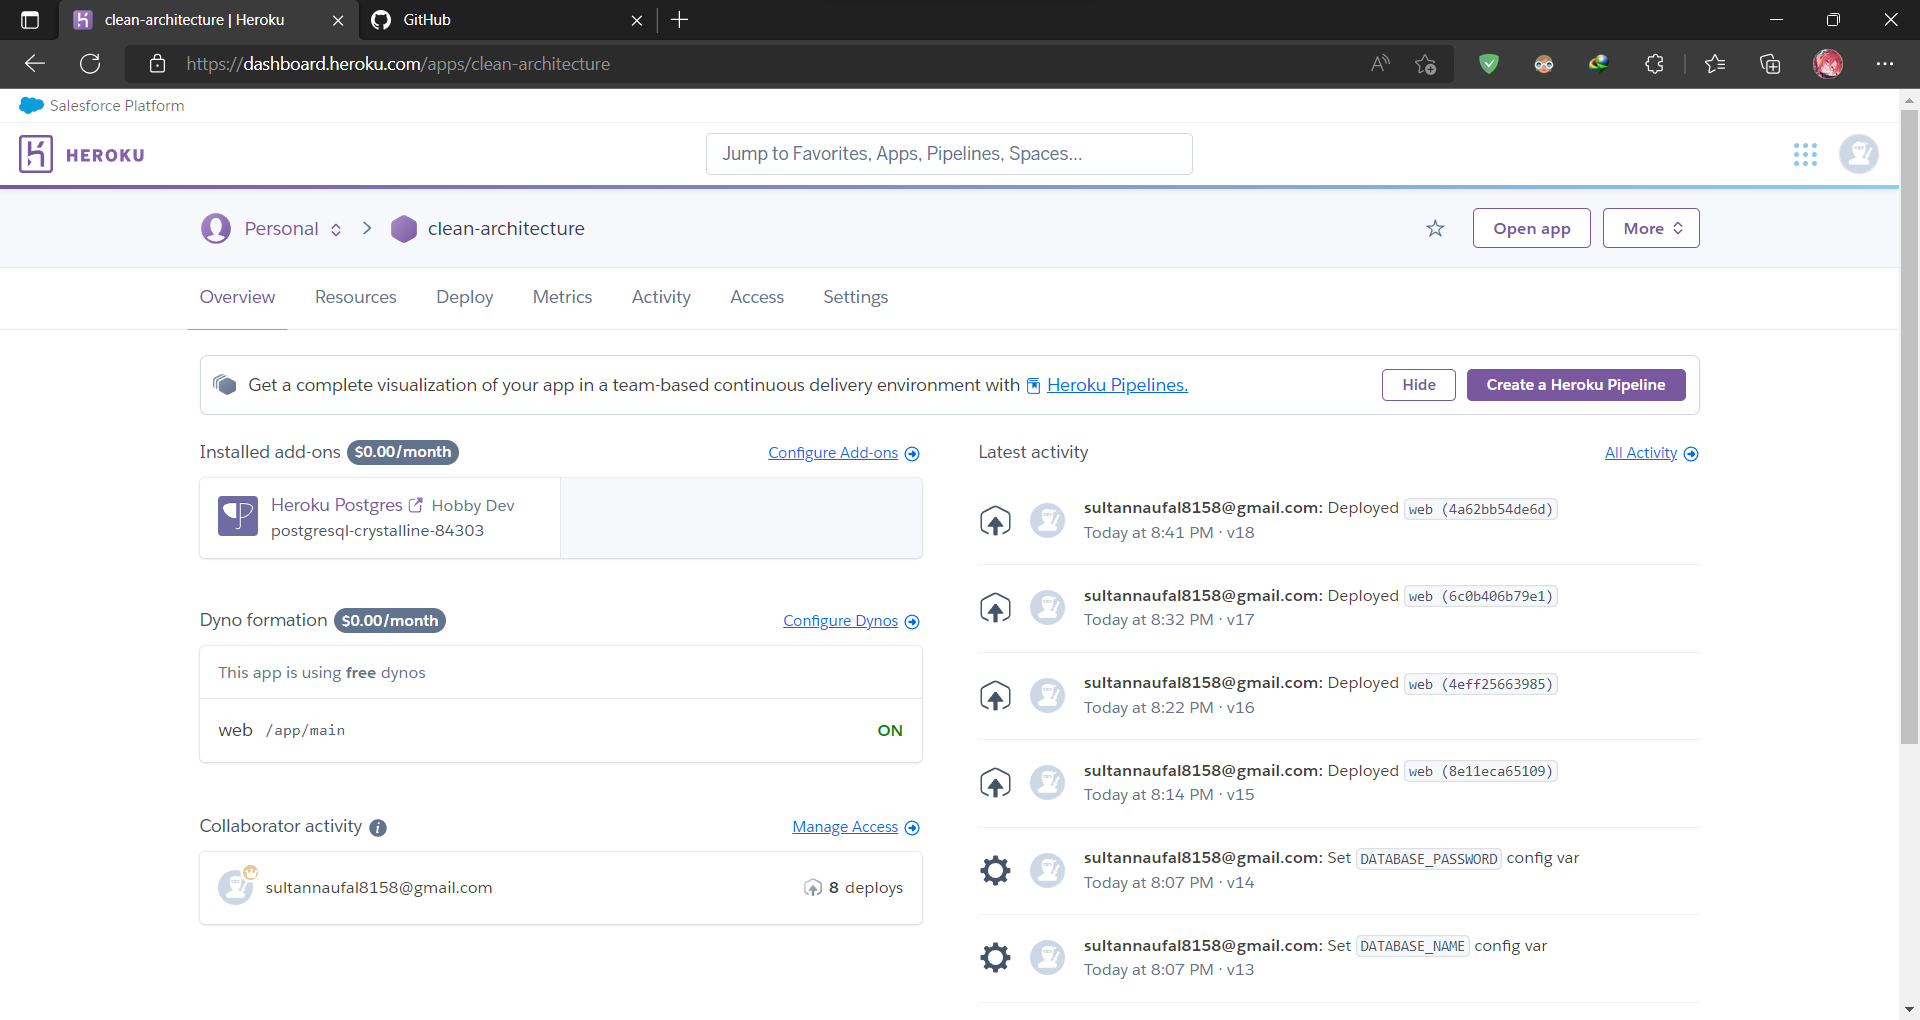 clean-architecture | Heroku
GitHub
https://dashboard.heroku.com/apps/clean-architecture
Salesforce Platform
HEROKU
Jump to Favorites, Apps, Pipelines, Spaces...
Personal
clean-architecture
Open app
More
Overview
Resources
Deploy
Metrics
Activity
Access
Settings
Get a complete visualization of your app in a team-based continuous delivery environment with Heroku Pipelines.
Hide
Create a Heroku Pipeline
Installed add-ons $0.00/month
Configure Add-ons
Heroku Postgres Hobby Dev
postgresql-crystalline-84303
Dyno formation $0.00/month
Configure Dynos
This app is using free dynos
web /app/main
ON
Collaborator activity
Manage Access
sultannaufal8158@gmail.com
8 deploys
Latest activity
All Activity
sultannaufal8158@gmail.com: Deployed web (4a62bb54de6d)
Today at 8:41 PM · v18
sultannaufal8158@gmail.com: Deployed web (6c0b406b79e1)
Today at 8:32 PM · v17
sultannaufal8158@gmail.com: Deployed web (4eff25663985)
Today at 8:22 PM · v16
sultannaufal8158@gmail.com: Deployed web (8e11eca65109)
Today at 8:14 PM · v15
sultannaufal8158@gmail.com: Set DATABASE_PASSWORD config var
Today at 8:07 PM · v14
sultannaufal8158@gmail.com: Set DATABASE_NAME config var
Today at 8:07 PM · v13